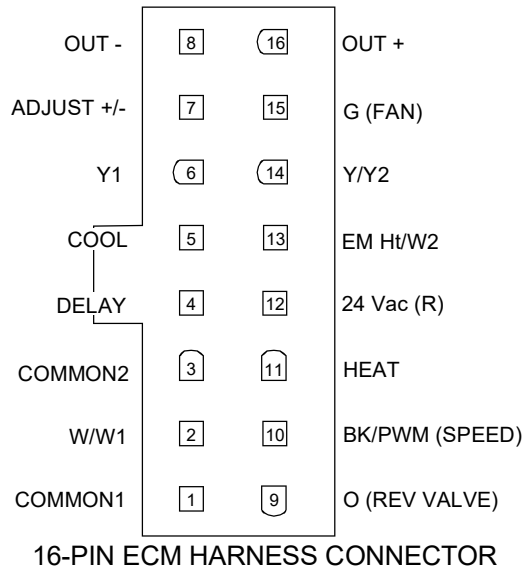 OUT - 8 16 OUT +
ADJUST +/- 7 15 G (FAN)
Y1 6 14 Y/Y2
COOL 5 13 EM Ht/W2
DELAY 4 12 24 Vac (R)
COMMON2 3 11 HEAT
W/W1 2 10 BK/PWM (SPEED)
COMMON1 1 9 O (REV VALVE)
16-PIN ECM HARNESS CONNECTOR